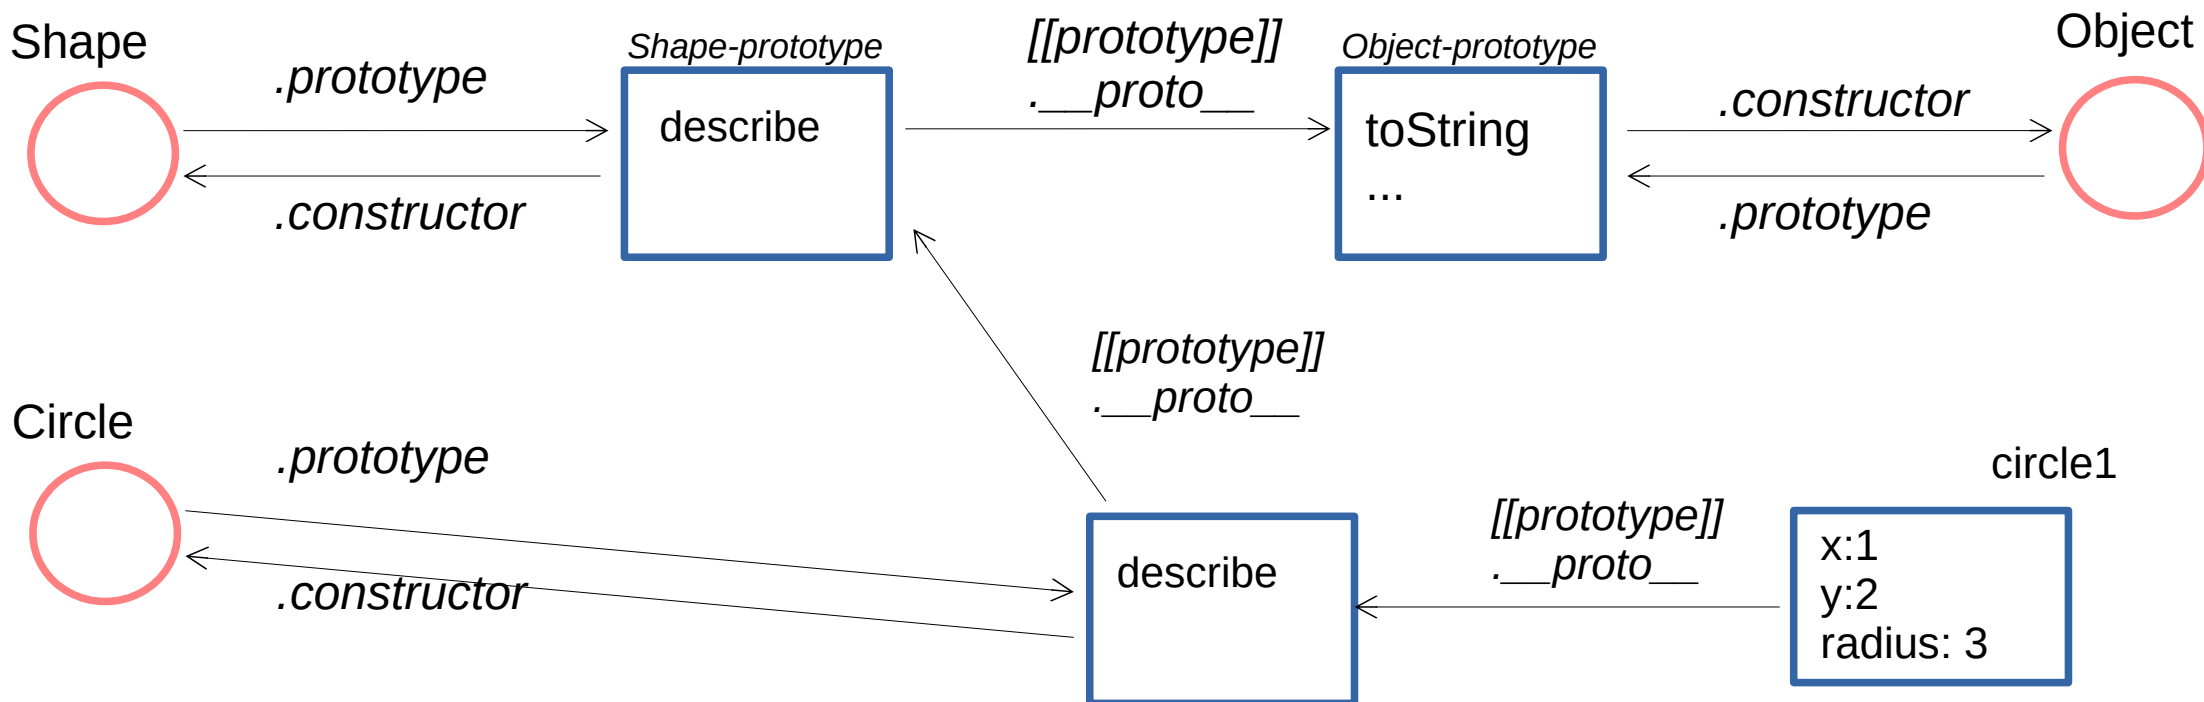 Shape
.prototype
.constructor
Shape-prototype
describe
[[prototype]]
.__proto__
Object-prototype
toString
...
.constructor
.prototype
Object
[[prototype]]
.__proto__
Circle
.prototype
.constructor
describe
[[prototype]]
.__proto__
circle1
x:1
y:2
radius: 3